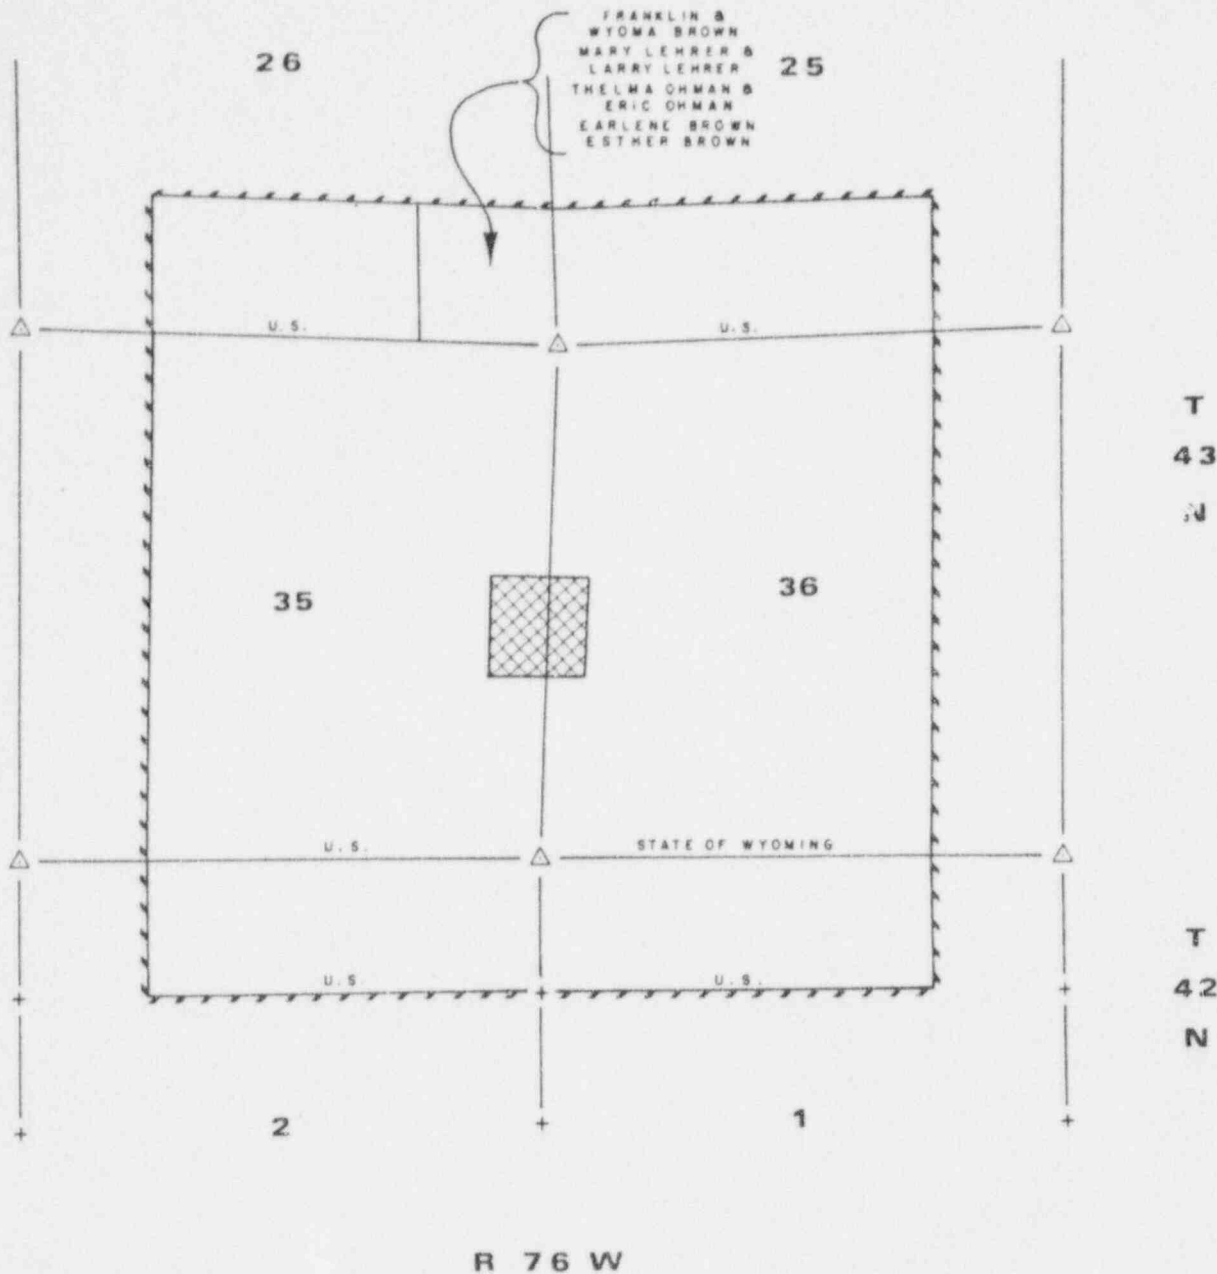 FRANKLIN &
WYOMA BROWN
MARY LEHRER &
LARRY LEHRER
THELMA OHMAN &
ERIC OHMAN
EARLENE BROWN
ESTHER BROWN
26
25
U.S.
U.S.
T
43
N
35
36
U.S.
STATE OF WYOMING
T
42
N
U.S.
U.S.
2
1
R 76 W